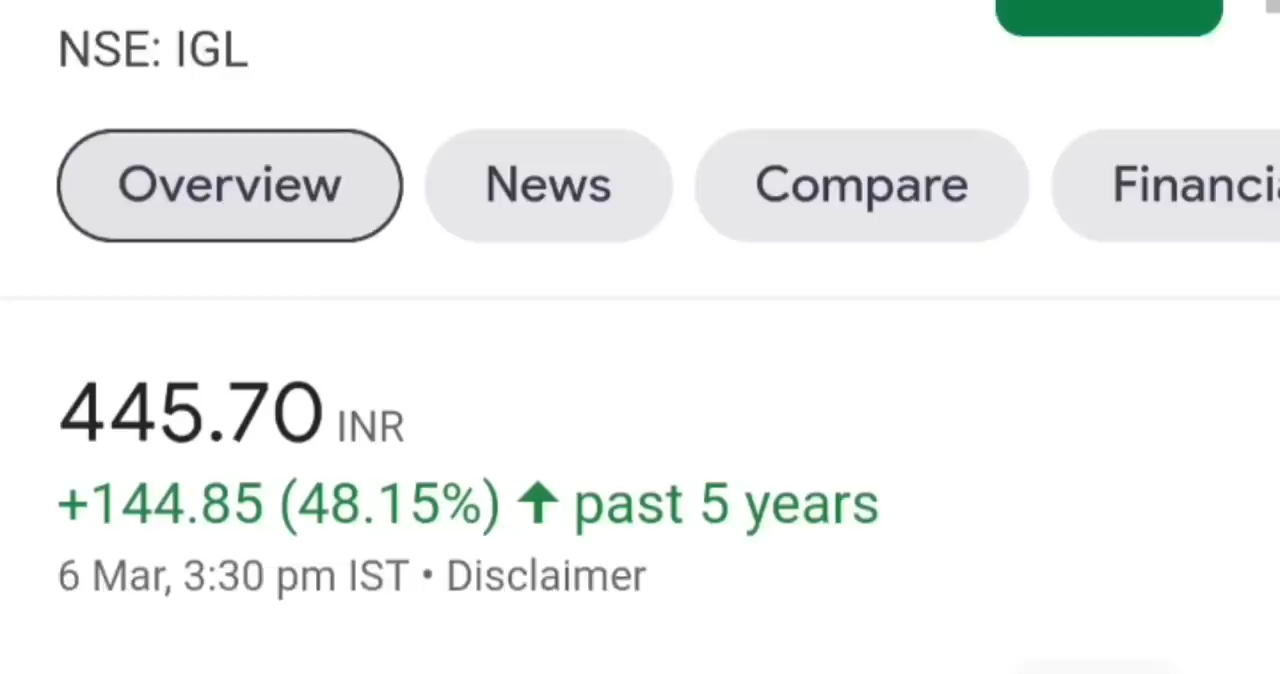 NSE: IGL
Overview News Compare Financia
445.70 INR
+144.85 (48.15%) ↑ past 5 years
6 Mar, 3:30 pm IST • Disclaimer